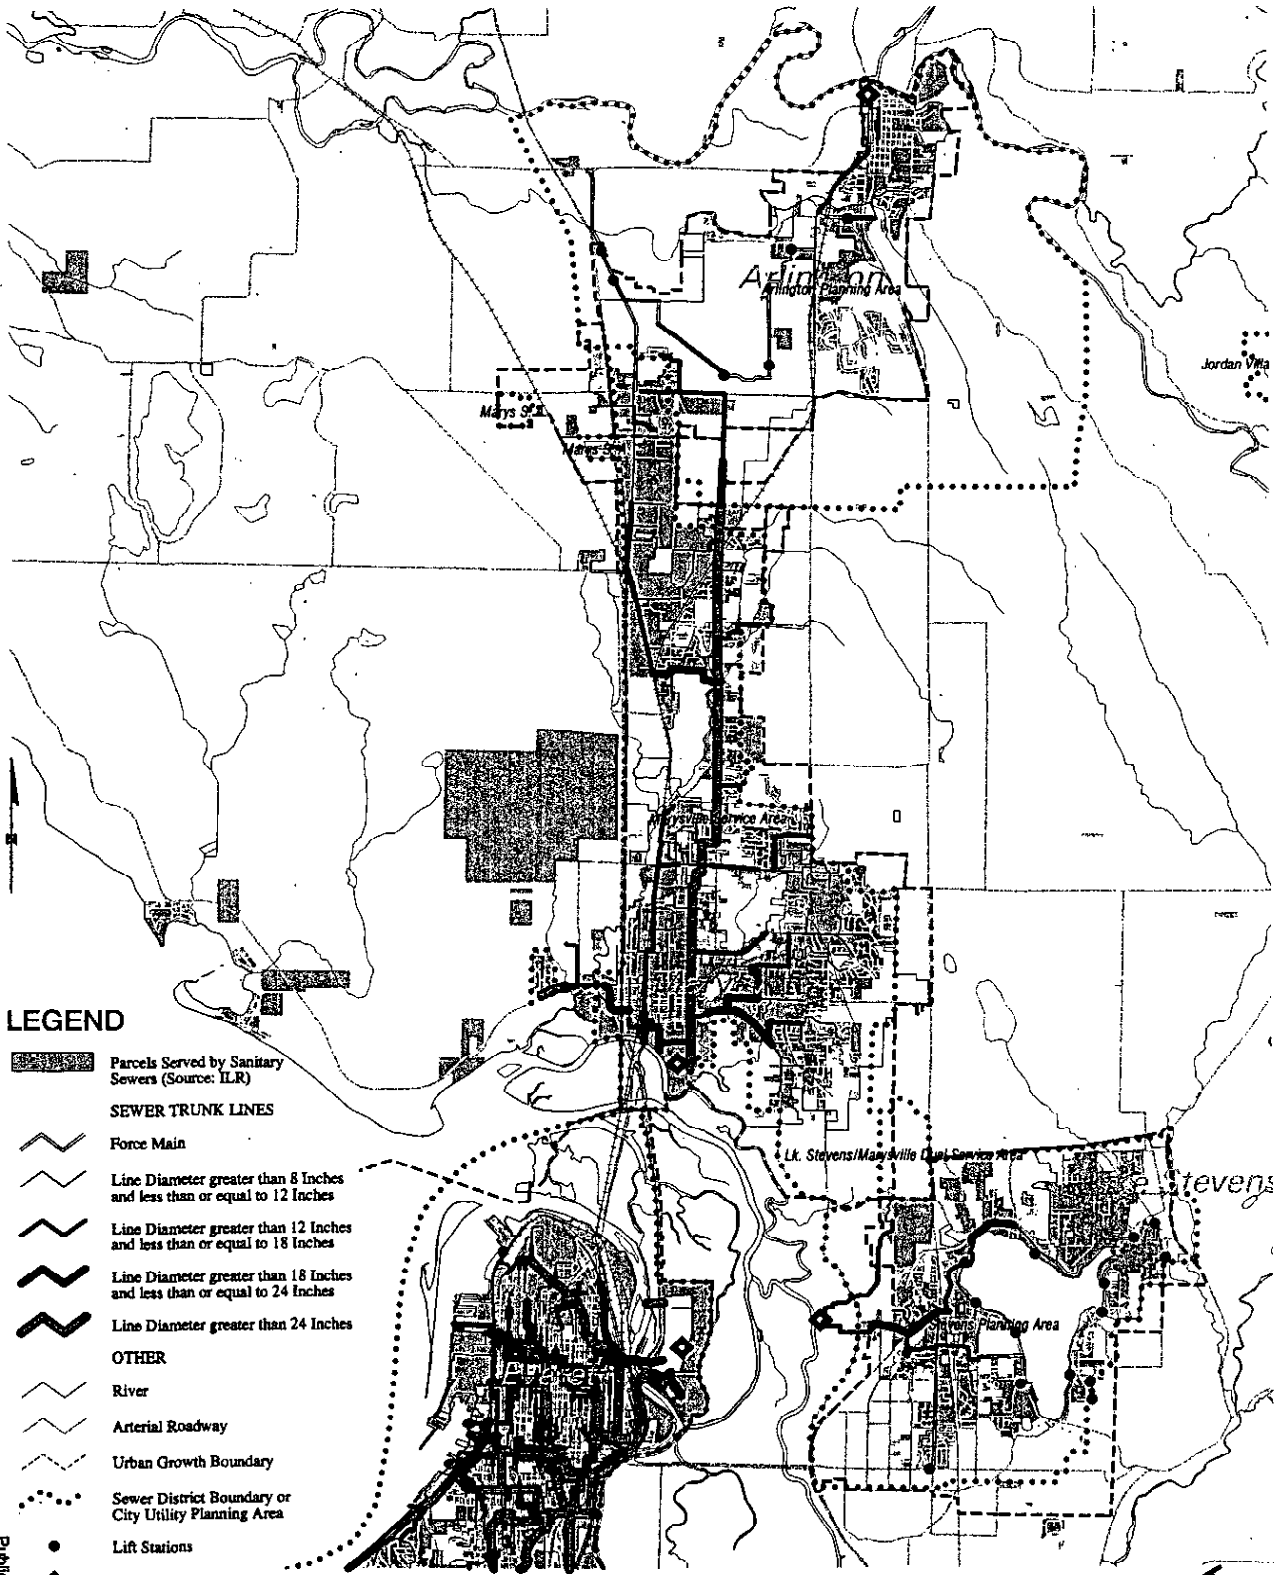 Arlington
Arlington Planning Area
Jordan Villa
Marys S
Marys S
Marysville Service Area
LEGEND
Parcels Served by Sanitary
Sewers (Source: ILR)
SEWER TRUNK LINES
Force Main
Line Diameter greater than 8 Inches
and less than or equal to 12 Inches
Line Diameter greater than 12 Inches
and less than or equal to 18 Inches
Line Diameter greater than 18 Inches
and less than or equal to 24 Inches
Line Diameter greater than 24 Inches
OTHER
River
Arterial Roadway
Urban Growth Boundary
Sewer District Boundary or
City Utility Planning Area
Lift Stations
Lk. Stevens/Marysville Dual Service Area
e Stevens
Stevens Planning Area
Everett
Public